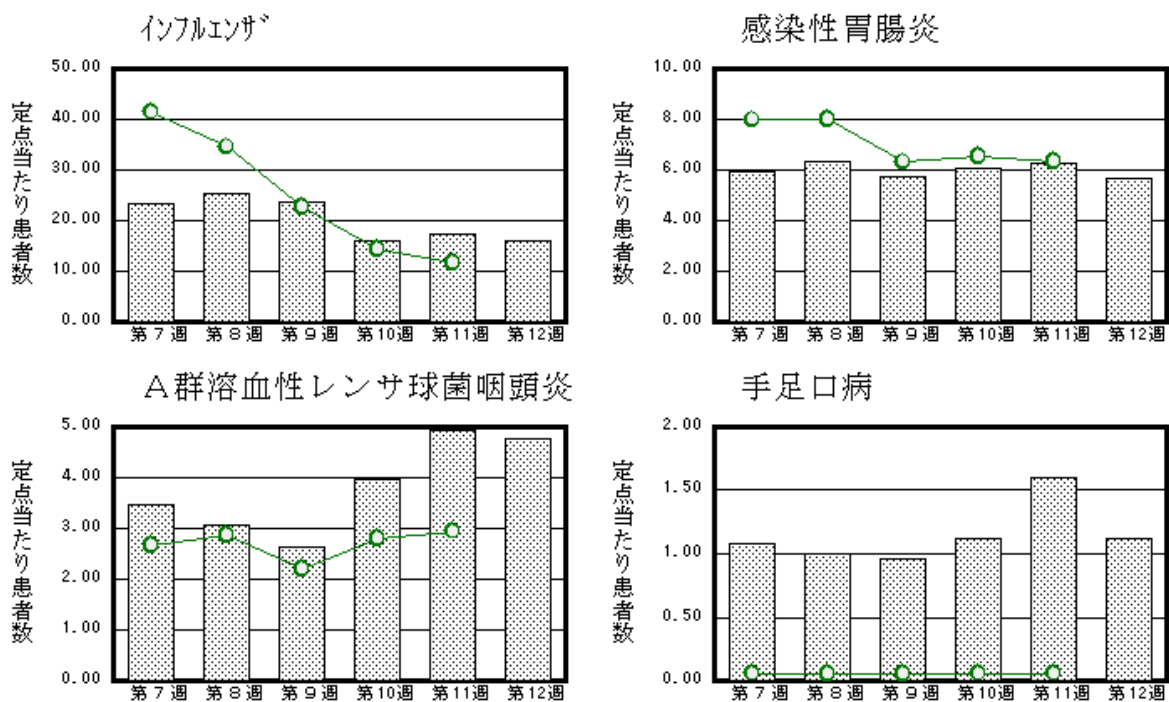 インフルエンザ
定点当たり患者数
50.00
40.00
30.00
20.00
10.00
0.00
第7週 第8週 第9週 第10週 第11週 第12週
感染性胃腸炎
定点当たり患者数
10.00
8.00
6.00
4.00
2.00
0.00
第7週 第8週 第9週 第10週 第11週 第12週
A群溶血性レンサ球菌咽頭炎
定点当たり患者数
5.00
4.00
3.00
2.00
1.00
0.00
第7週 第8週 第9週 第10週 第11週 第12週
手足口病
定点当たり患者数
2.00
1.50
1.00
0.50
0.00
第7週 第8週 第9週 第10週 第11週 第12週